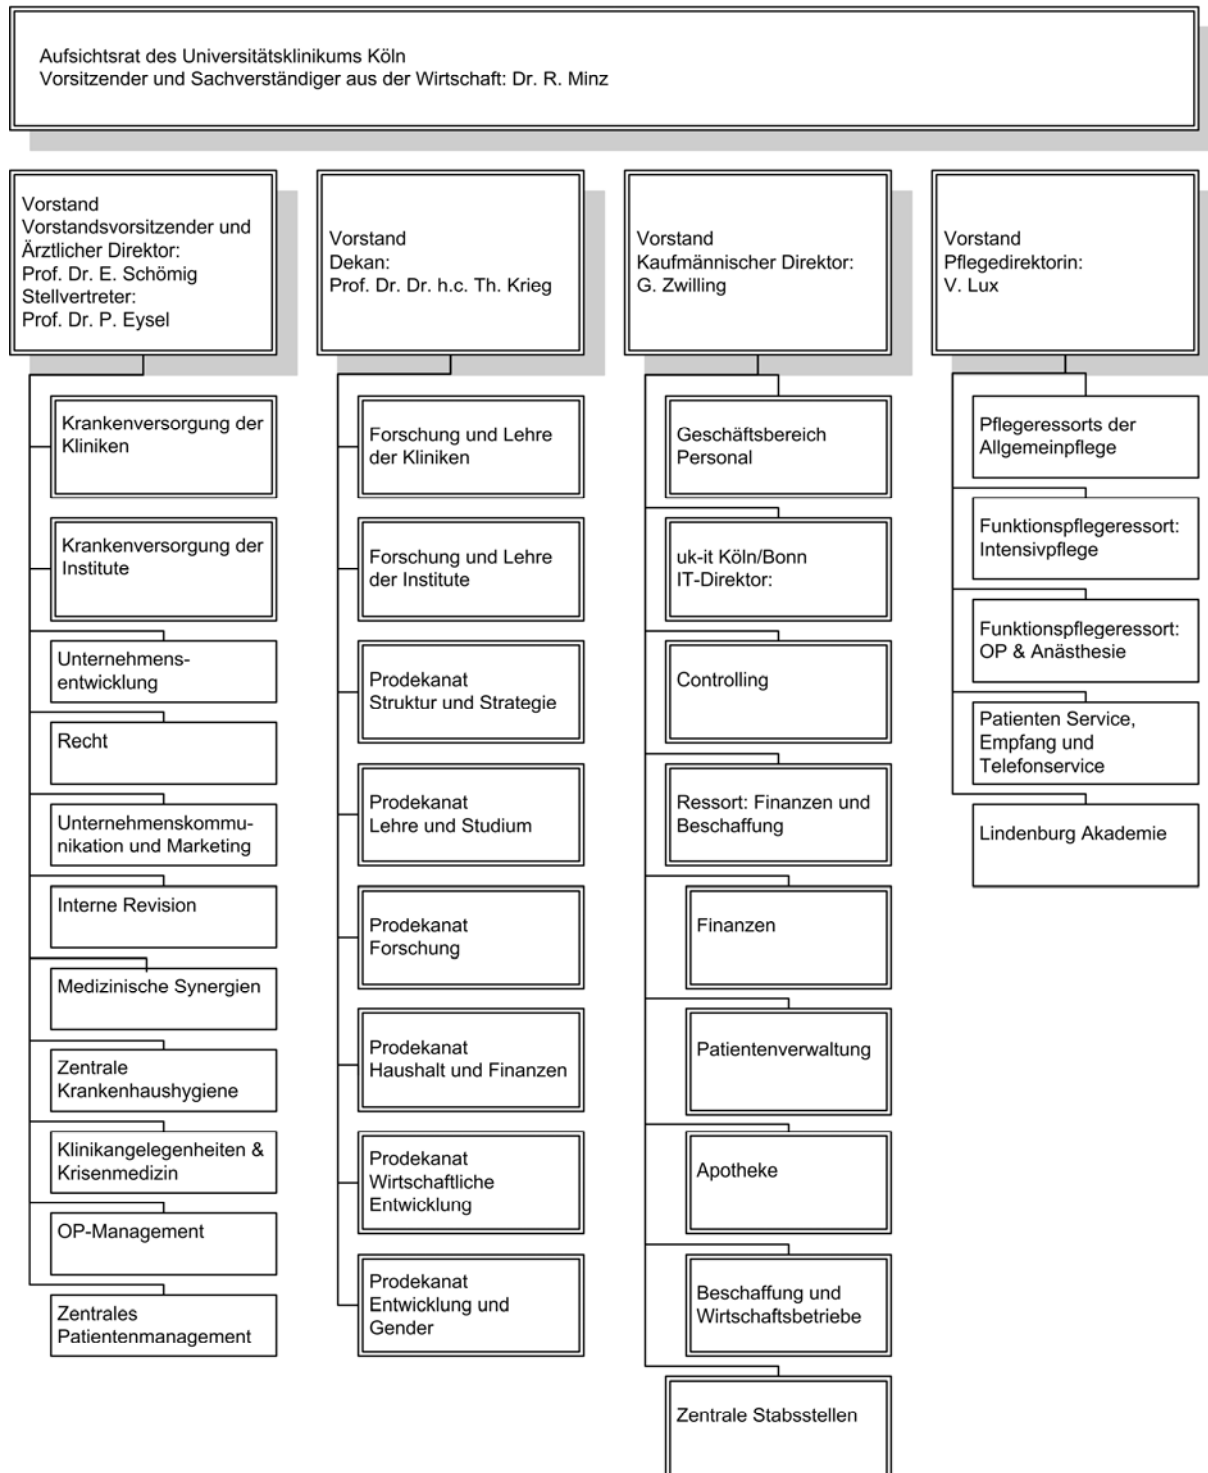 Aufsichtsrat des Universitätsklinikums Köln
Vorsitzender und Sachverständiger aus der Wirtschaft: Dr. R. Minz
Vorstand
Vorstandsvorsitzender und
Ärztlicher Direktor:
Prof. Dr. E. Schömig
Stellvertreter:
Prof. Dr. P. Eysel
Krankenversorgung der
Kliniken
Krankenversorgung der
Institute
Unternehmens-
entwicklung
Recht
Unternehmenskommu-
nikation und Marketing
Interne Revision
Medizinische Synergien
Zentrale
Krankenhaushygiene
Klinikangelegenheiten &
Krisenmedizin
OP-Management
Zentrales
Patientenmanagement
Vorstand
Dekan:
Prof. Dr. Dr. h.c. Th. Krieg
Forschung und Lehre
der Kliniken
Forschung und Lehre
der Institute
Prodekanat
Struktur und Strategie
Prodekanat
Lehre und Studium
Prodekanat
Forschung
Prodekanat
Haushalt und Finanzen
Prodekanat
Wirtschaftliche
Entwicklung
Prodekanat
Entwicklung und
Gender
Vorstand
Kaufmännischer Direktor:
G. Zwilling
Geschäftsbereich
Personal
uk-it Köln/Bonn
IT-Direktor:
Controlling
Ressort: Finanzen und
Beschaffung
Finanzen
Patientenverwaltung
Apotheke
Beschaffung und
Wirtschaftsbetriebe
Zentrale Stabsstellen
Vorstand
Pflegedirektorin:
V. Lux
Pflegeressorts der
Allgemeinpflege
Funktionspflegeressort:
Intensivpflege
Funktionspflegeressort:
OP & Anästhesie
Patienten Service,
Empfang und
Telefonservice
Lindenburg Akademie